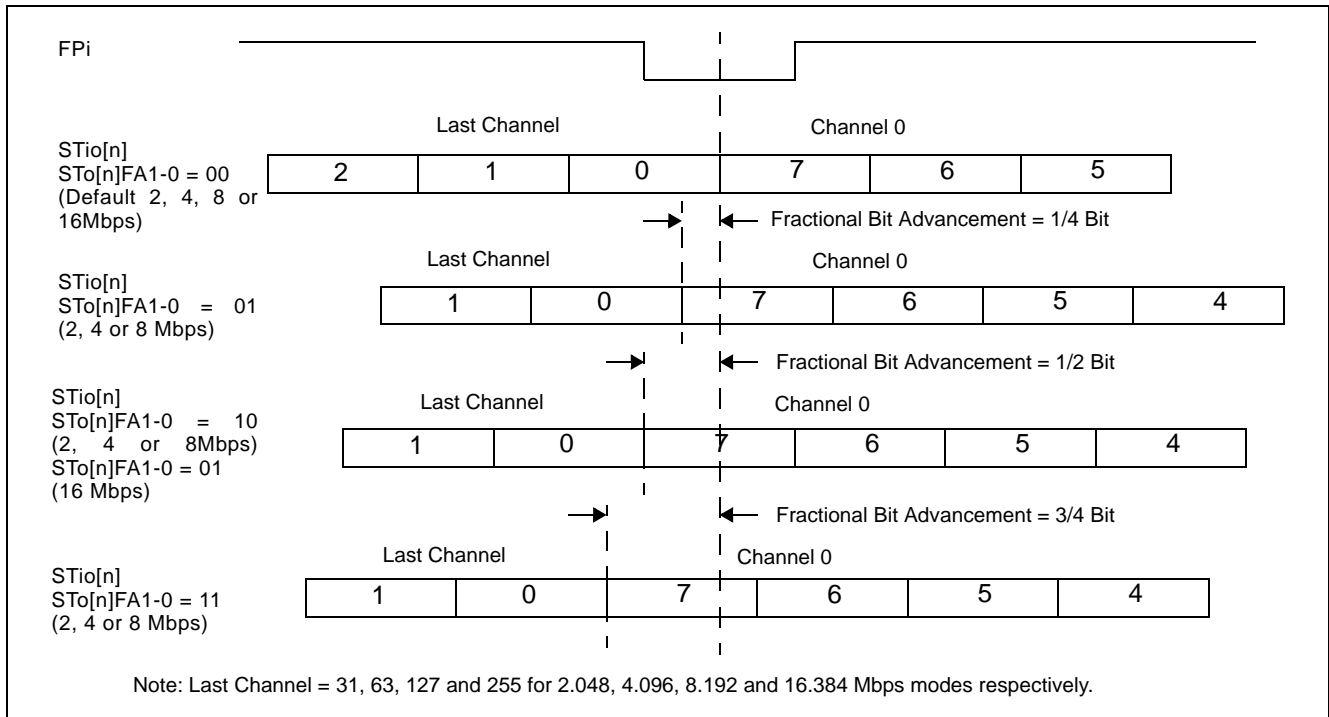 FPi
Last Channel
Channel 0
STio[n]
STo[n]FA1-0 = 00
(Default 2, 4, 8 or
16Mbps)
2 1 0 7 6 5
Fractional Bit Advancement = 1/4 Bit
Last Channel
Channel 0
STio[n]
STo[n]FA1-0 = 01
(2, 4 or 8 Mbps)
1 0 7 6 5 4
Fractional Bit Advancement = 1/2 Bit
Last Channel
Channel 0
STio[n]
STo[n]FA1-0 = 10
(2, 4 or 8Mbps)
STo[n]FA1-0 = 01
(16 Mbps)
1 0 7 6 5 4
Fractional Bit Advancement = 3/4 Bit
Last Channel
Channel 0
STio[n]
STo[n]FA1-0 = 11
(2, 4 or 8 Mbps)
1 0 7 6 5 4
Note: Last Channel = 31, 63, 127 and 255 for 2.048, 4.096, 8.192 and 16.384 Mbps modes respectively.